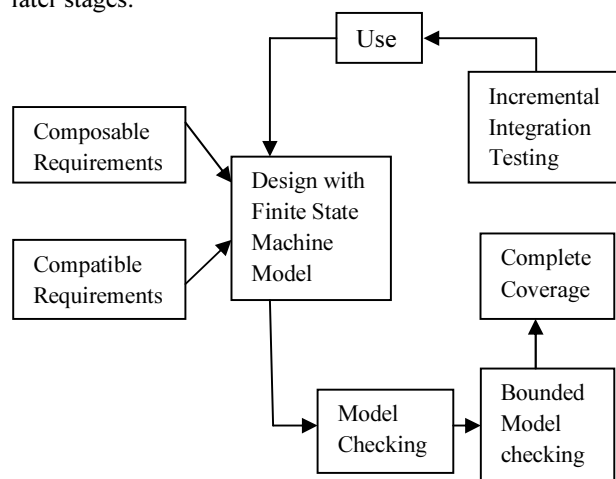 later stages.
Use
Incremental
Integration
Testing
Composable
Requirements
Design with
Finite State
Machine
Model
Compatible
Requirements
Complete
Coverage
Model
Checking
Bounded
Model
checking